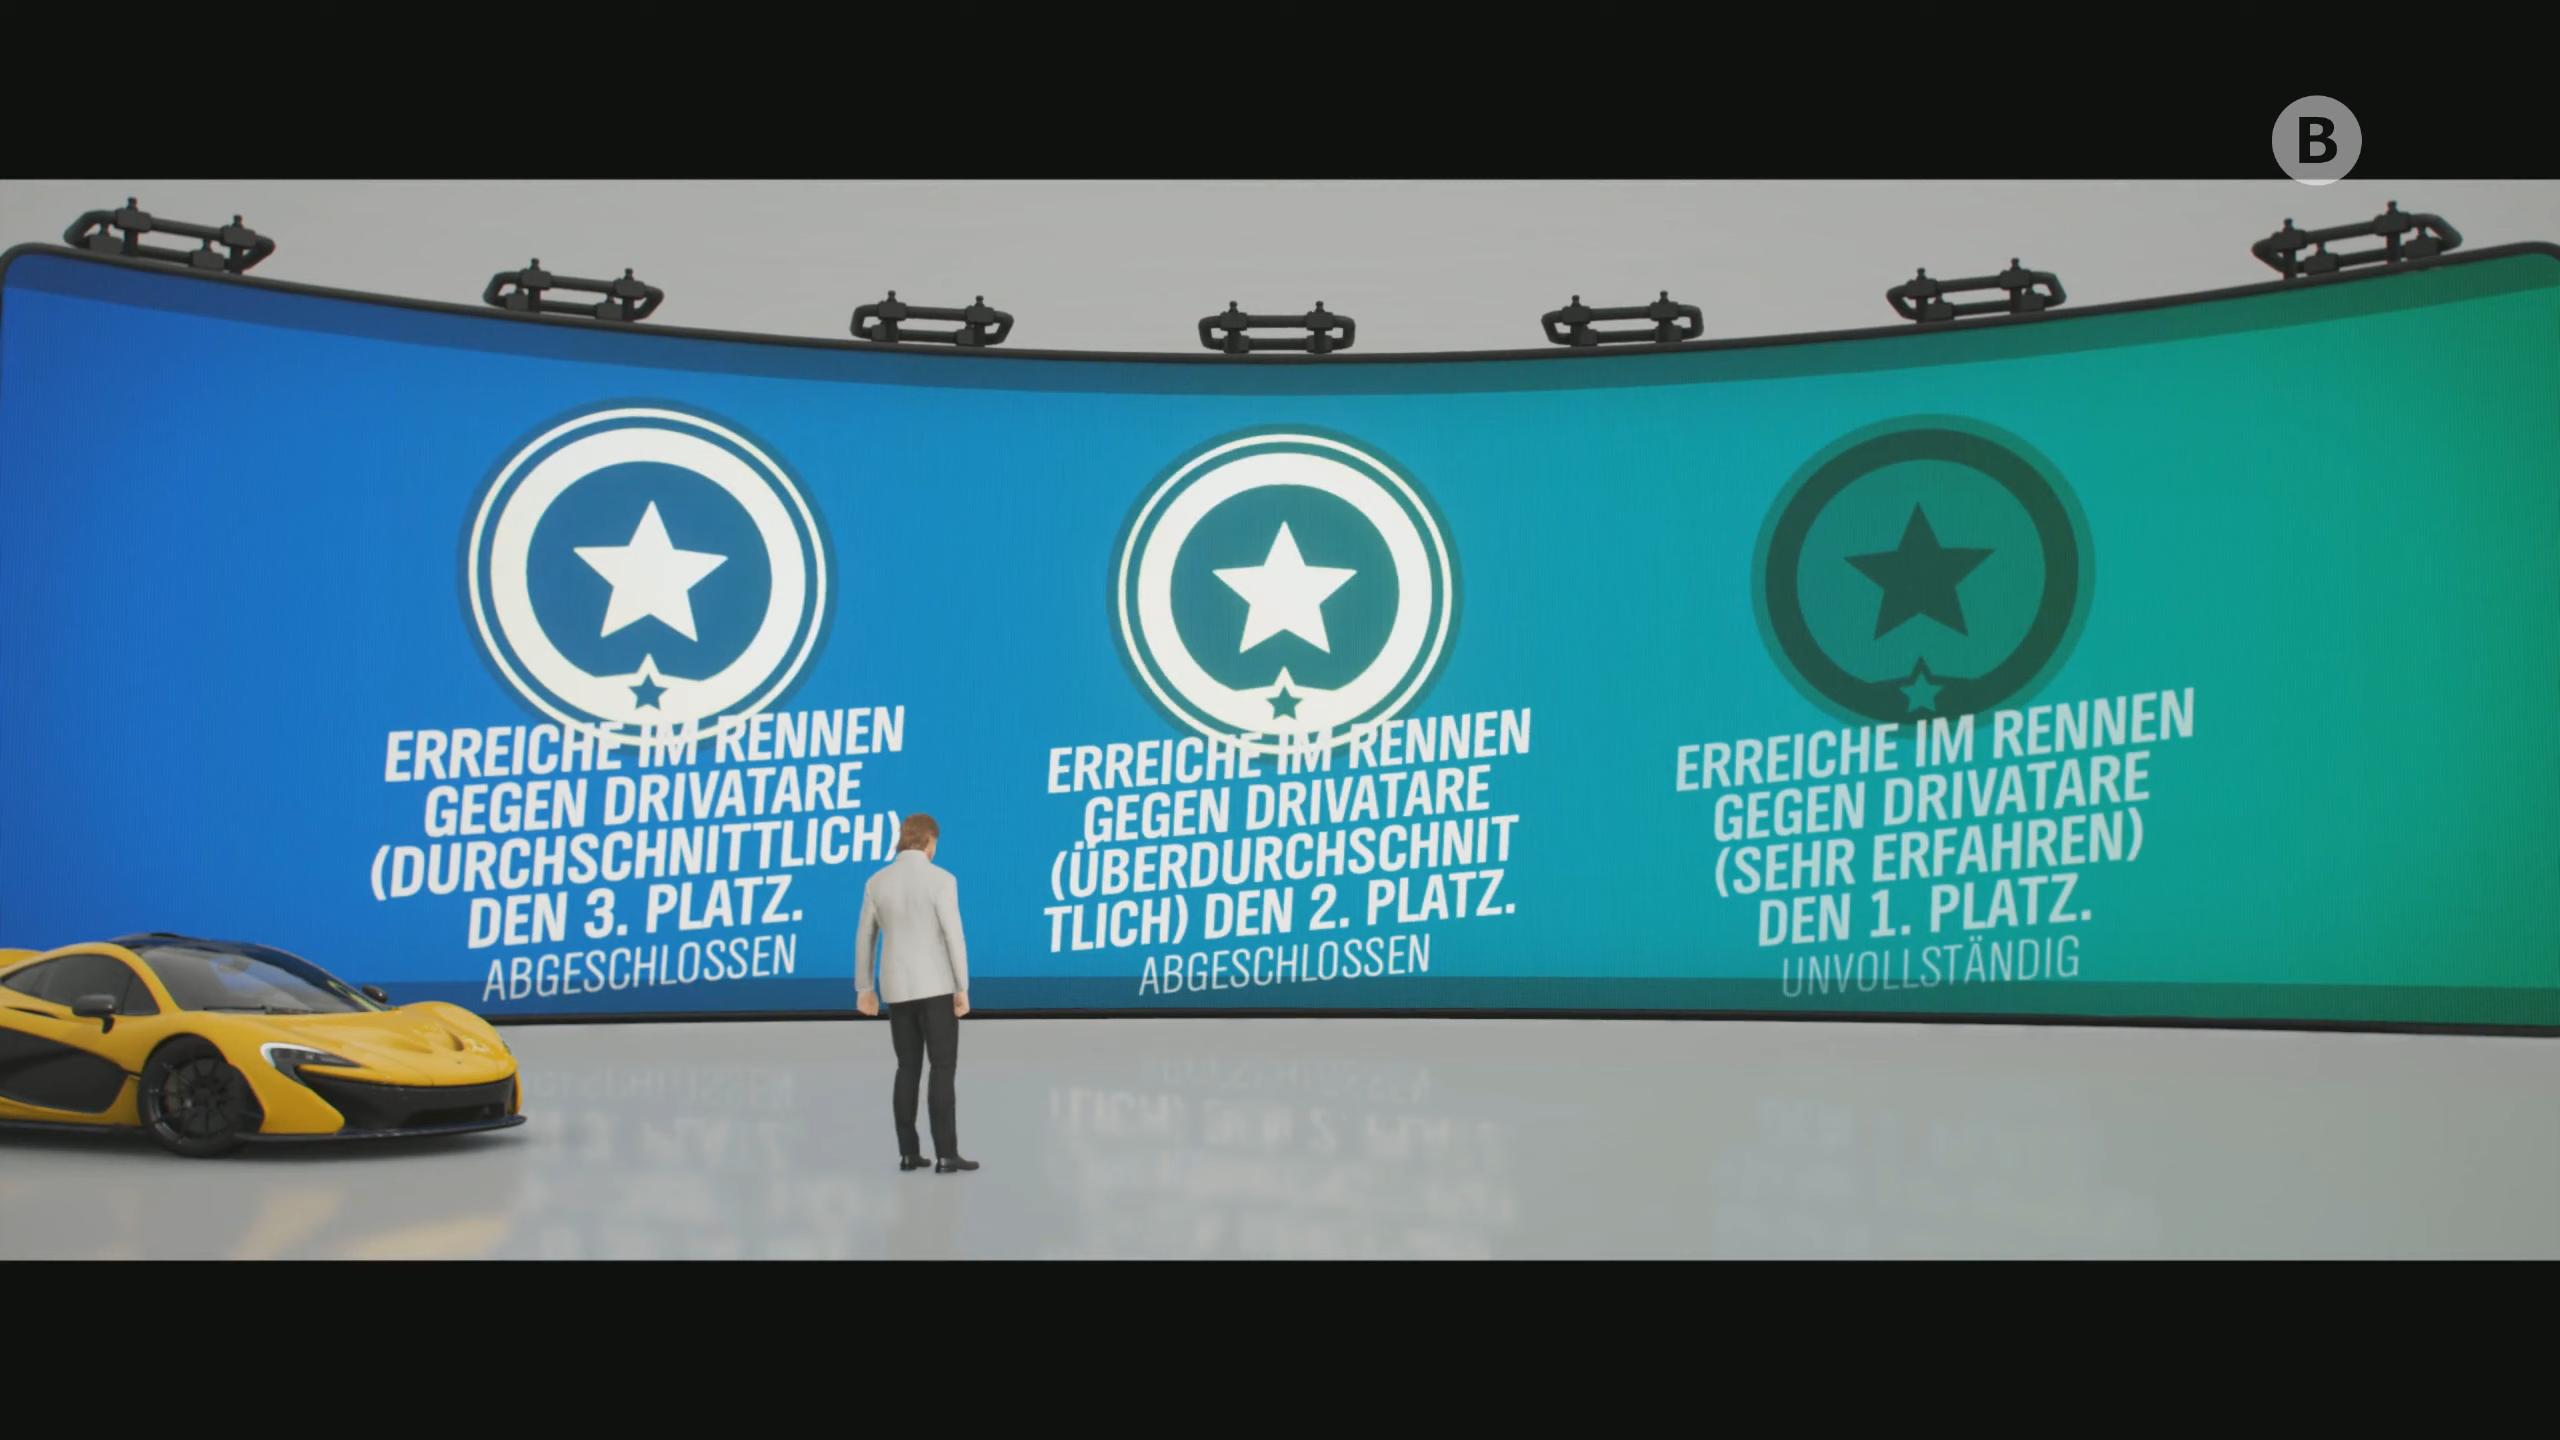 B
ERREICHE IM RENNEN
GEGEN DRIVATARE
(DURCHSCHNITTLICH)
DEN 3. PLATZ.
ABGESCHLOSSEN
ERREICHE IM RENNEN
GEGEN DRIVATARE
(ÜBERDURCHSCHNIT
TLICH) DEN 2. PLATZ.
ABGESCHLOSSEN
ERREICHE IM RENNEN
GEGEN DRIVATARE
(SEHR ERFAHREN)
DEN 1. PLATZ.
UNVOLLSTÄNDIG